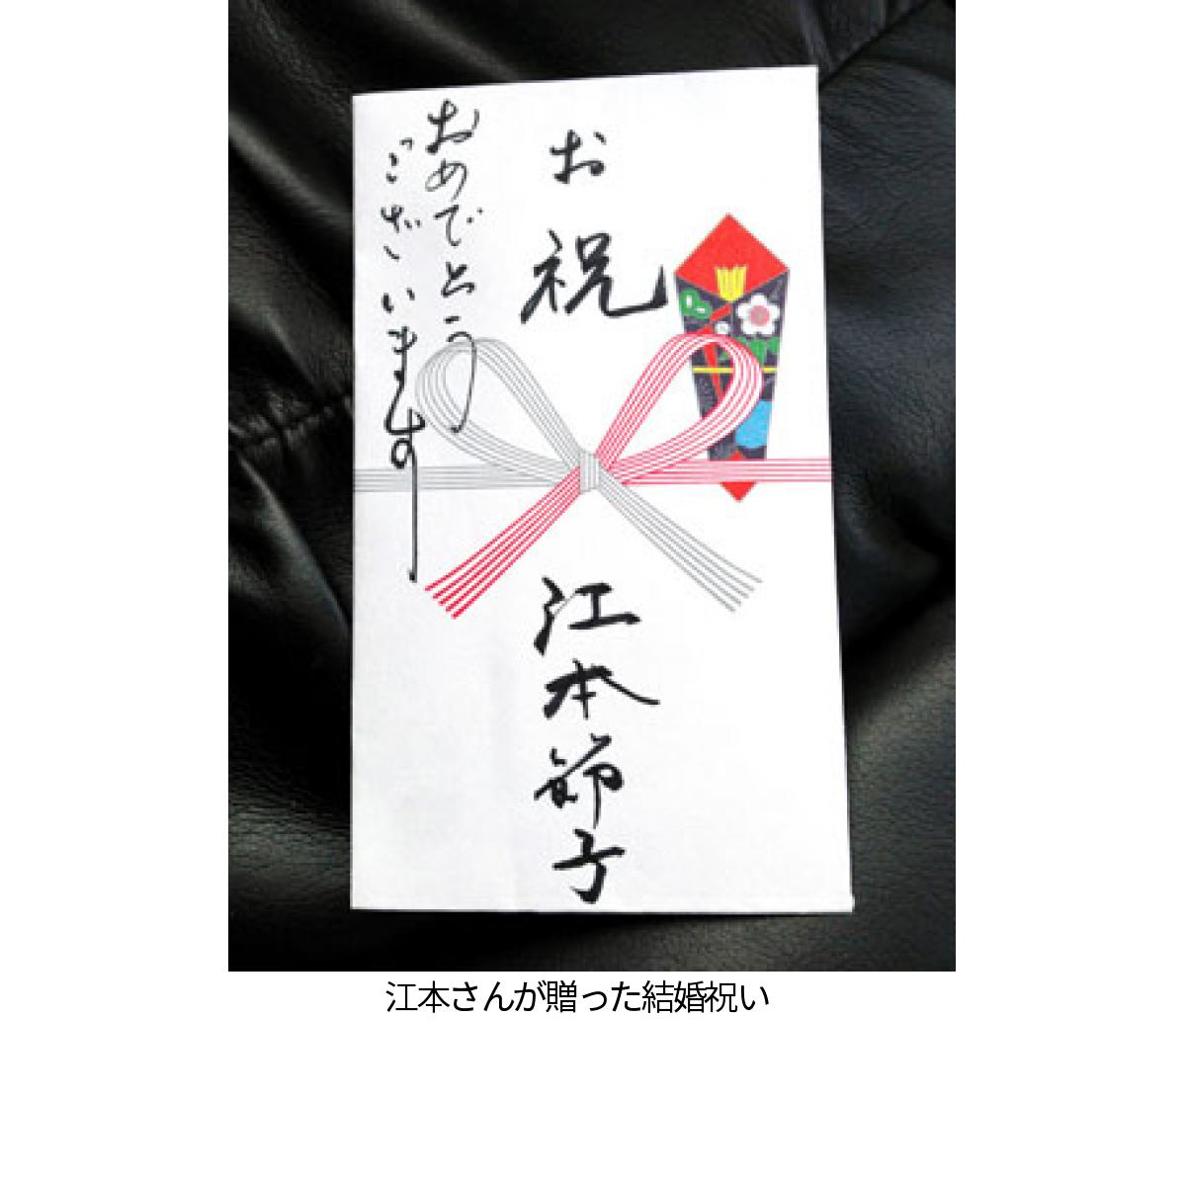 お祝
江本節子
おめでとう
ございます
江本さんが贈った結婚祝い